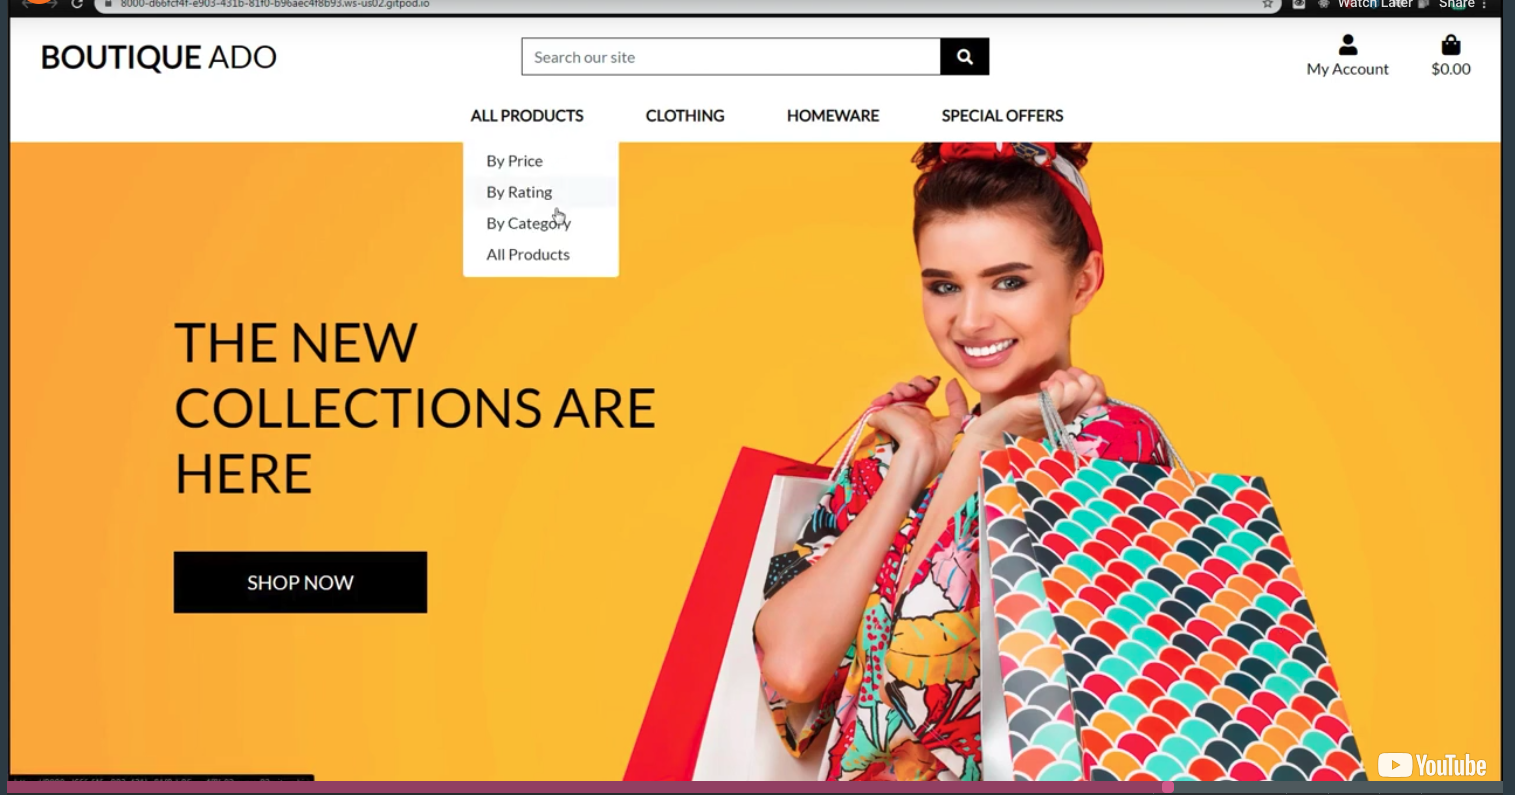 8000-d66fcf4f-e903-431b-81f0-b96aec4f8b93.ws-us02.gitpod.io
Watch Later
Share
BOUTIQUE ADO
Search our site
My Account
$0.00
ALL PRODUCTS
CLOTHING
HOMEWARE
SPECIAL OFFERS
By Price
By Rating
By Category
All Products
THE NEW
COLLECTIONS ARE
HERE
SHOP NOW
YouTube